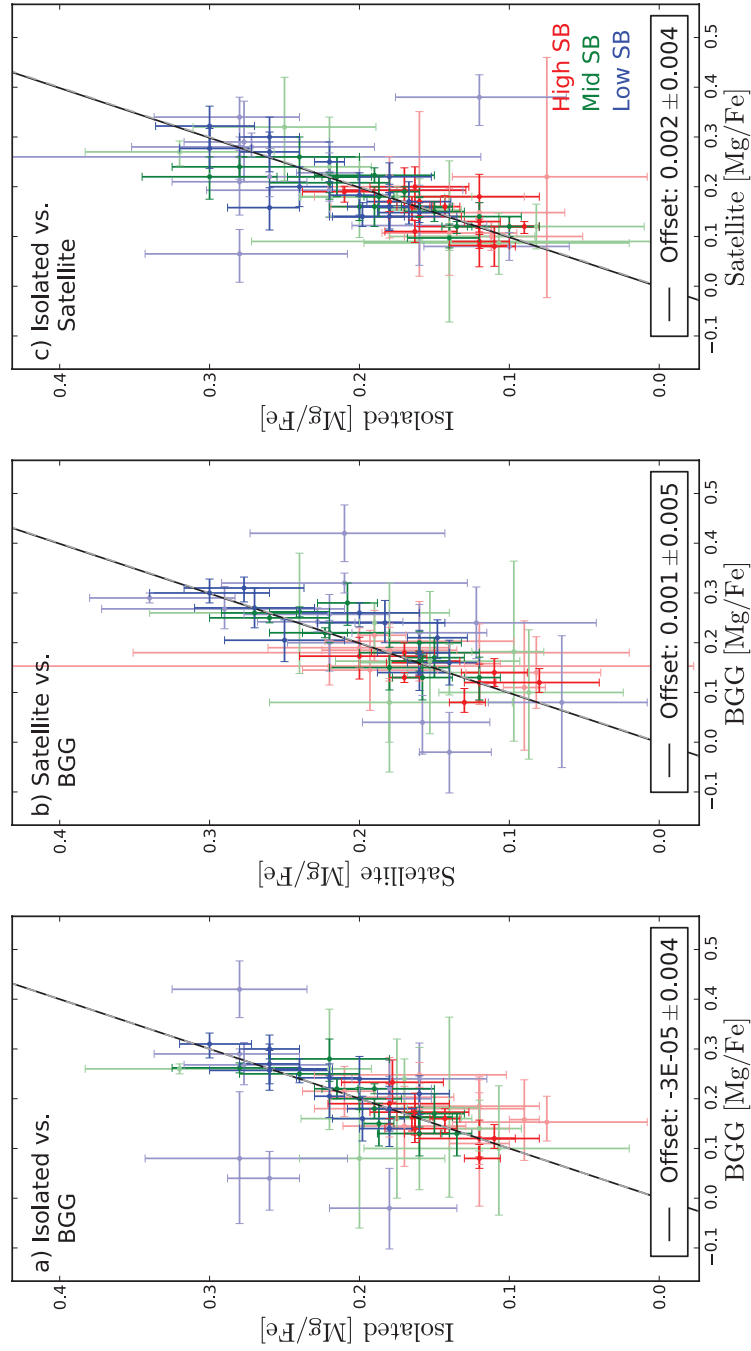 a) Isolated vs.
BGG
0.4
0.3
0.2
0.1
0.0
Isolated [Mg/Fe]
Offset: -3E-05 ± 0.004
−0.1
0.0
0.1
0.2
0.3
0.4
0.5
BGG [Mg/Fe]
b) Satellite vs.
BGG
0.4
0.3
0.2
0.1
0.0
Satellite [Mg/Fe]
Offset: 0.001 ± 0.005
−0.1
0.0
0.1
0.2
0.3
0.4
0.5
BGG [Mg/Fe]
c) Isolated vs.
Satellite
0.4
0.3
0.2
0.1
0.0
Isolated [Mg/Fe]
High SB
Mid SB
Low SB
Offset: 0.002 ± 0.004
−0.1
0.0
0.1
0.2
0.3
0.4
0.5
Satellite [Mg/Fe]